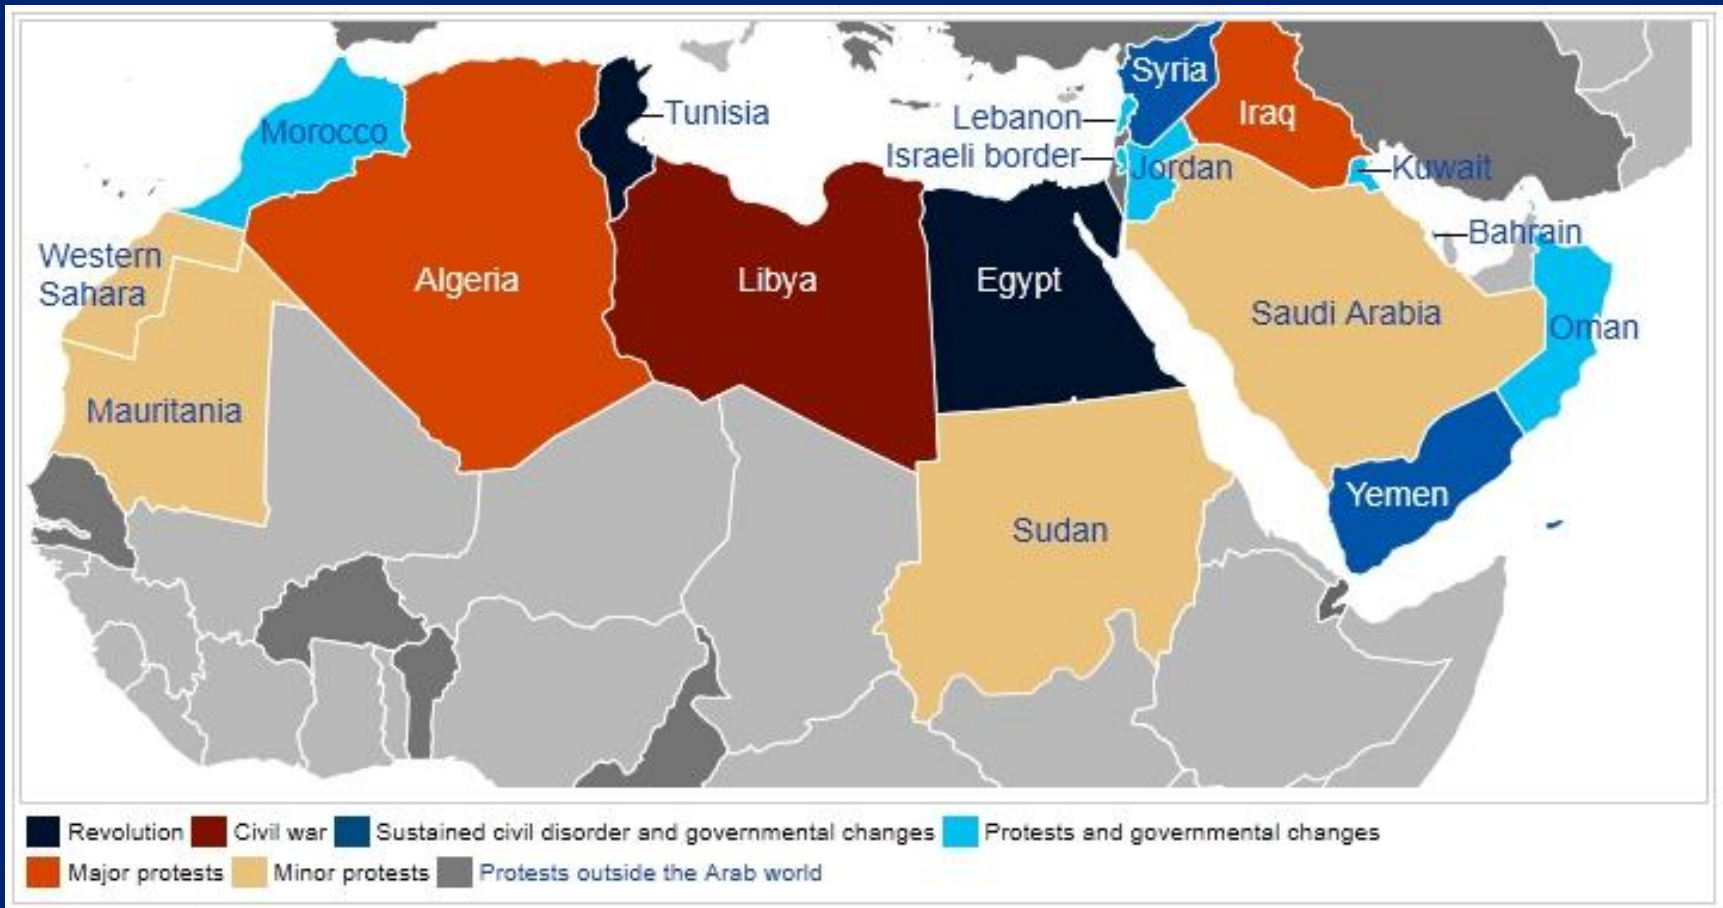 Syria
Tunisia
Lebanon
Iraq
Morocco
Israeli border
Jordan
Kuwait
Bahrain
Western
Sahara
Algeria
Libya
Egypt
Saudi Arabia
Oman
Mauritania
Yemen
Sudan
Revolution
Civil war
Sustained civil disorder and governmental changes
Protests and governmental changes
Major protests
Minor protests
Protests outside the Arab world